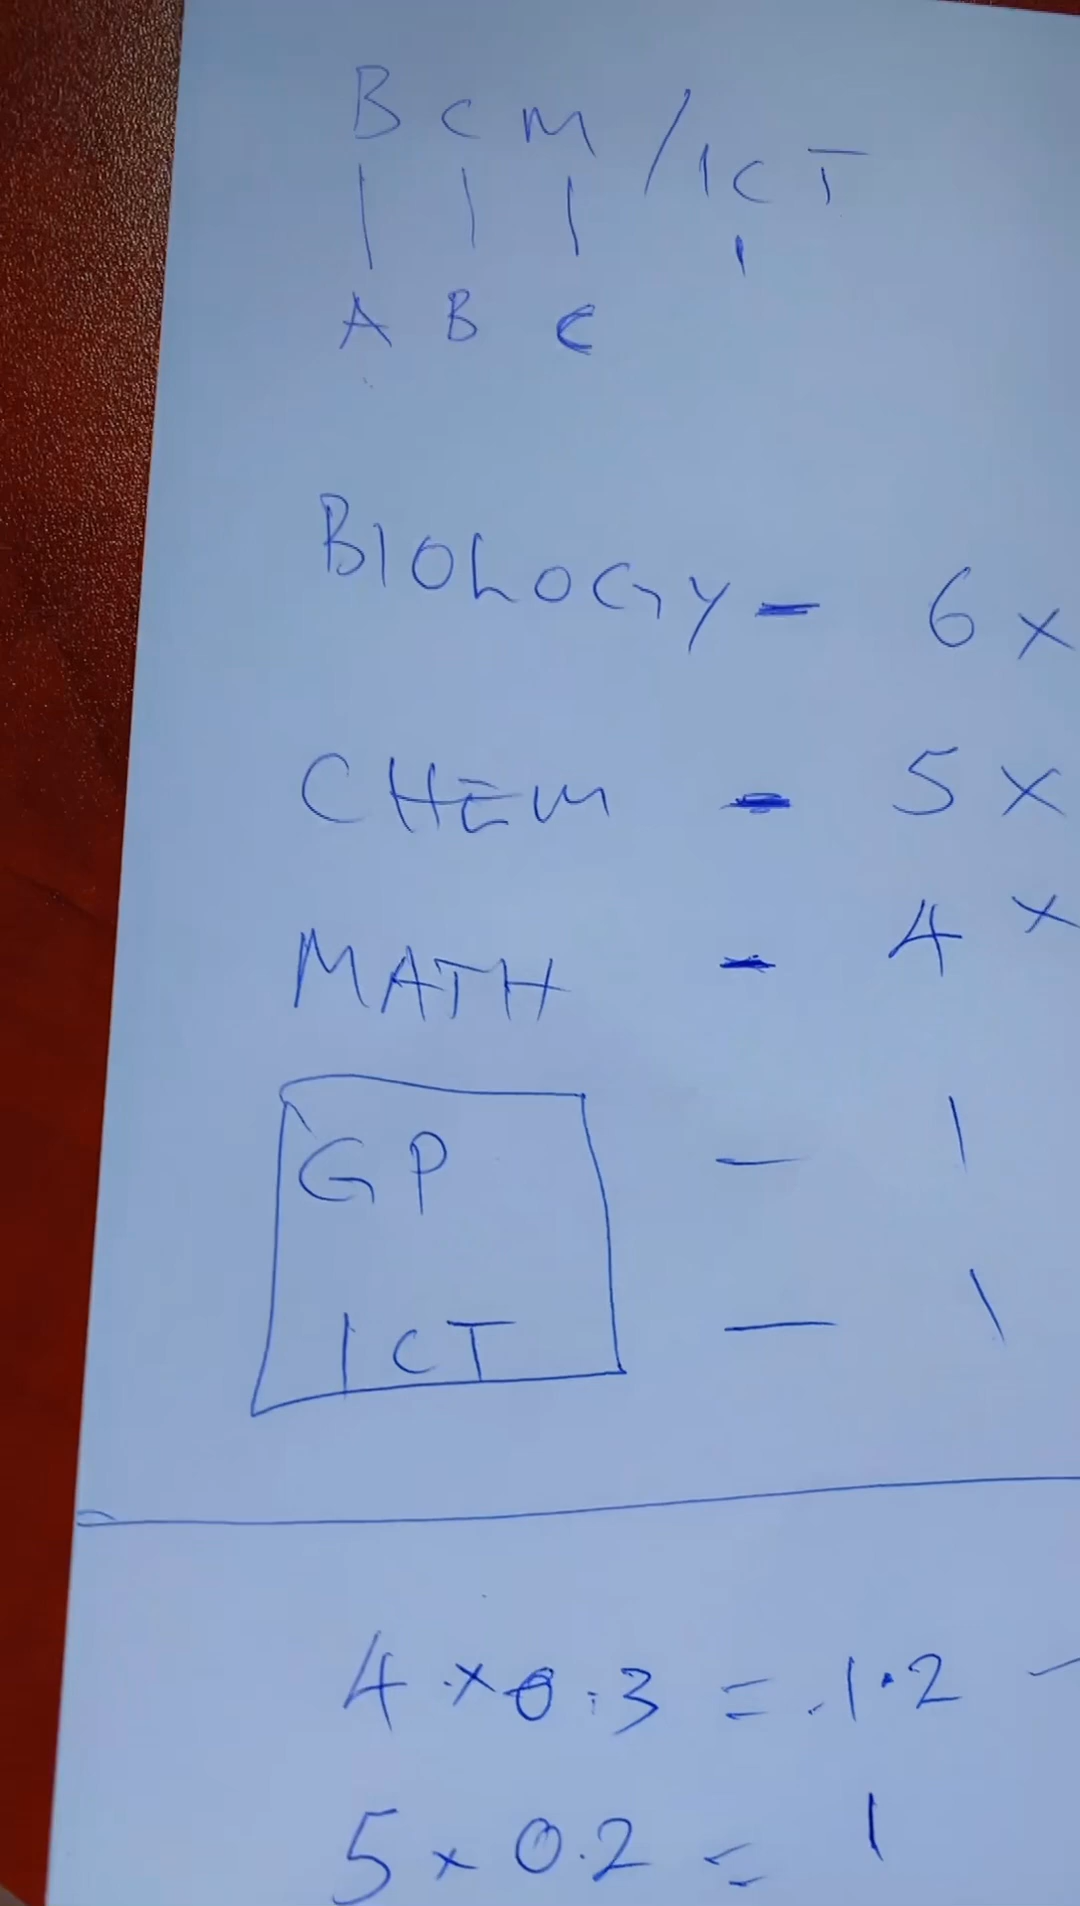 B C M / ICT
A B C
BIOLOGY - 6 x
CHEM - 5 x
MATH - 4 x
GP - 1
ICT - 1
4 x 0.3 = 1.2
5 x 0.2 = 1